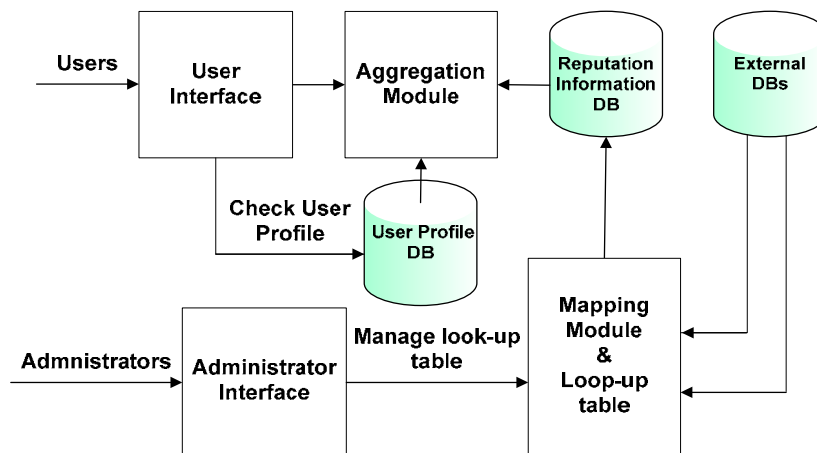 Users
User
Interface
Aggregation
Module
Reputation
Information
DB
External
DBs
Check User
Profile
User Profile
DB
Admnistrators
Administrator
Interface
Manage look-up
table
Mapping
Module
&
Loop-up
table